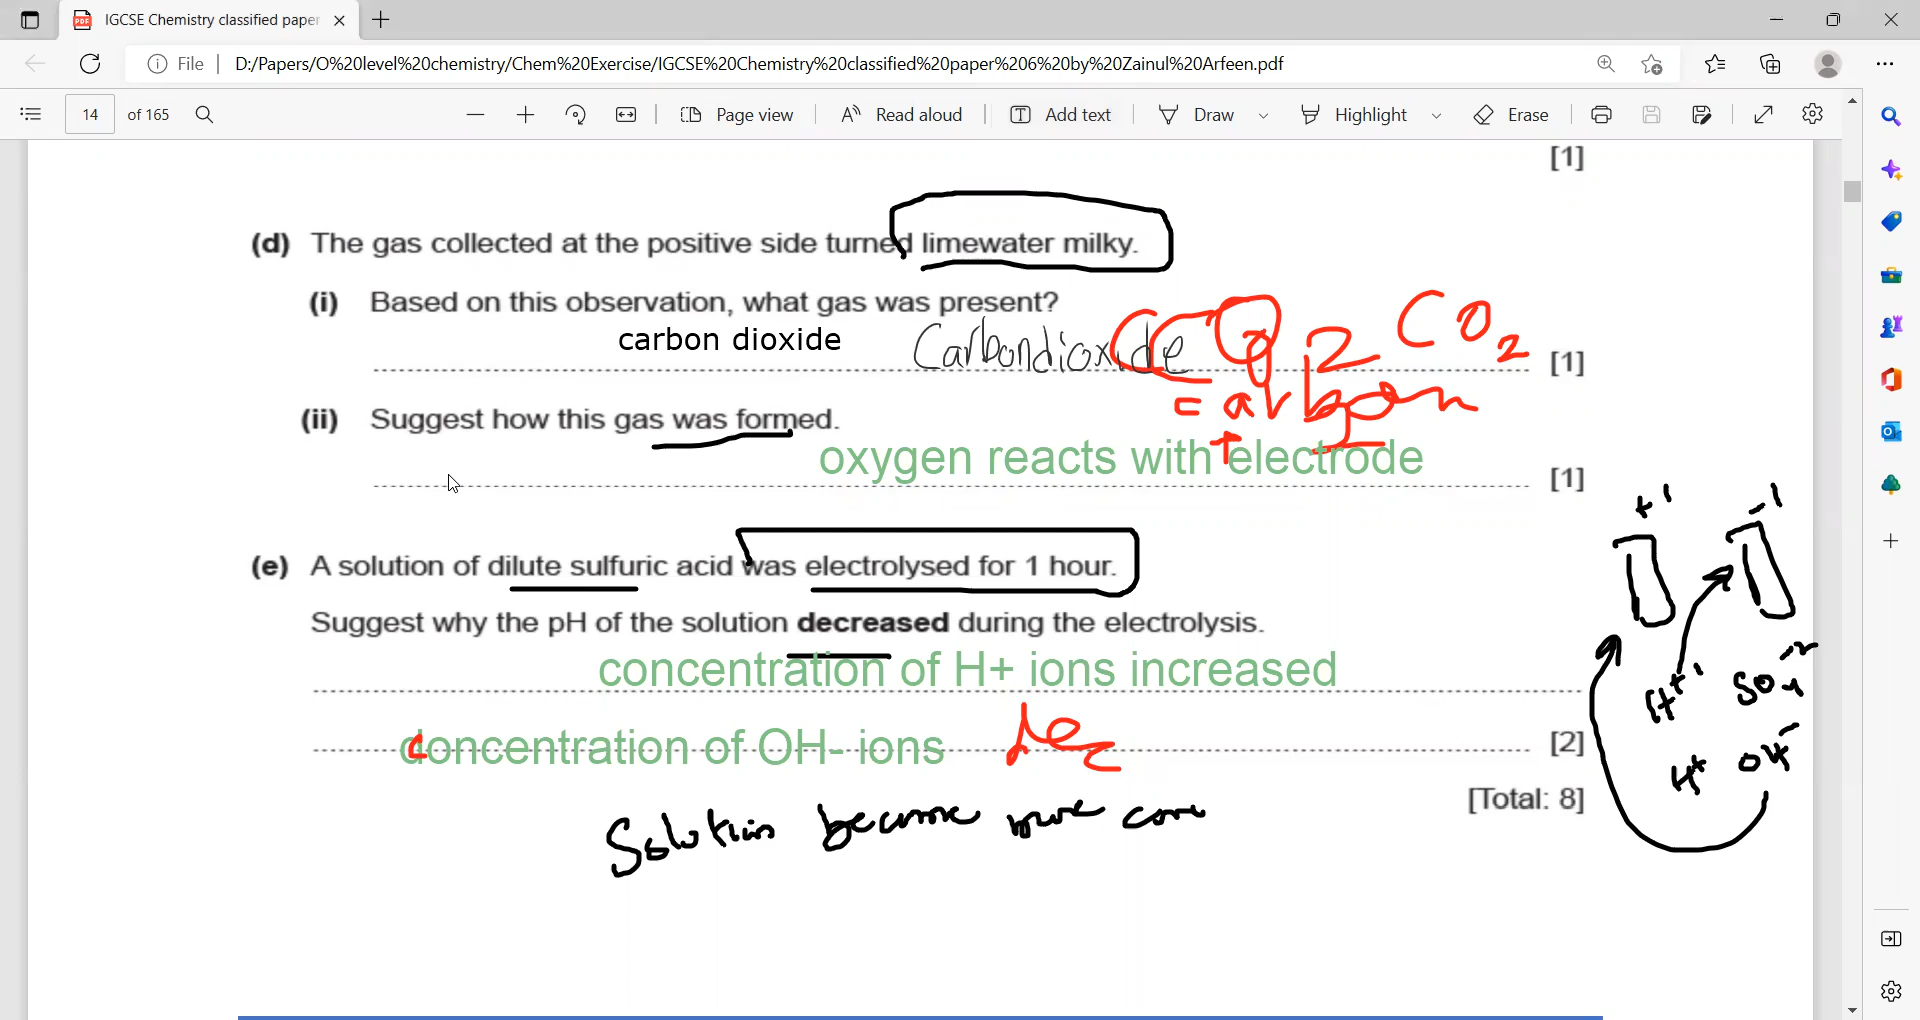 IGCSE Chemistry classified paper
File
D:/Papers/O%20level%20chemistry/Chem%20Exercise/IGCSE%20Chemistry%20classified%20paper%206%20by%20Zainul%20Arfeen.pdf
14 of 165
Page view
Read aloud
Add text
Draw
Highlight
Erase
[1]
(d) The gas collected at the positive side turned limewater milky.
(i) Based on this observation, what gas was present?
carbon dioxide
Carbondioxide
CO2
[1]
= carbon
+
(ii) Suggest how this gas was formed.
oxygen reacts with electrode
[1]
(e) A solution of dilute sulfuric acid was electrolysed for 1 hour.
Suggest why the pH of the solution decreased during the electrolysis.
concentration of H+ ions increased
concentration of OH- ions
[2]
[Total: 8]
Solution become more conc
+1
-1
H+1 SO4 -2
H+ OH-